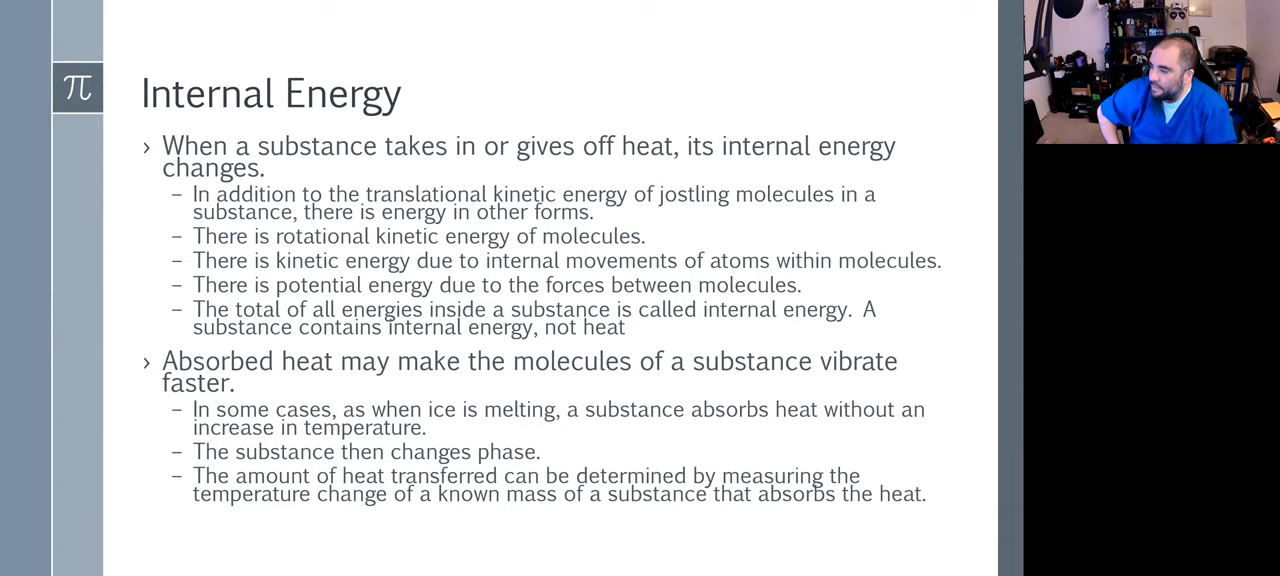 π
Internal Energy
› When a substance takes in or gives off heat, its internal energy
changes.
– In addition to the translational kinetic energy of jostling molecules in a
substance, there is energy in other forms.
– There is rotational kinetic energy of molecules.
– There is kinetic energy due to internal movements of atoms within molecules.
– There is potential energy due to the forces between molecules.
– The total of all energies inside a substance is called internal energy. A
substance contains internal energy, not heat
› Absorbed heat may make the molecules of a substance vibrate
faster.
– In some cases, as when ice is melting, a substance absorbs heat without an
increase in temperature.
– The substance then changes phase.
– The amount of heat transferred can be determined by measuring the
temperature change of a known mass of a substance that absorbs the heat.